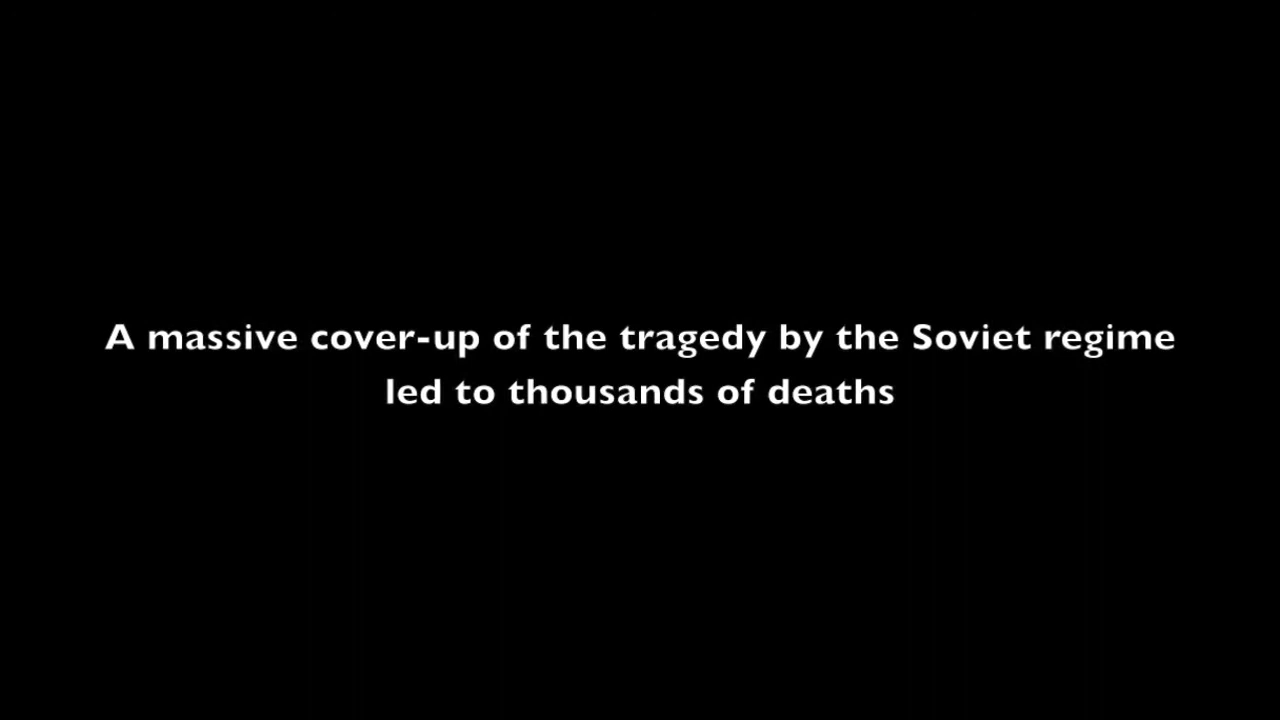 A massive cover-up of the tragedy by the Soviet regime
led to thousands of deaths